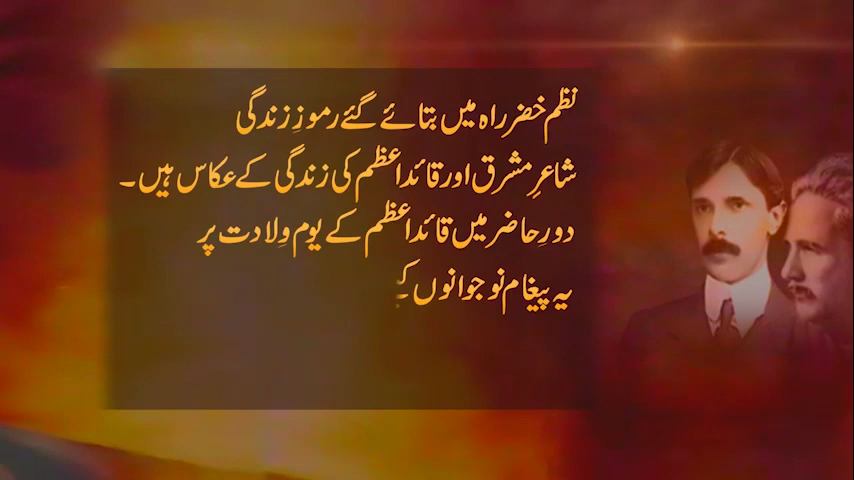 نظم خضر راہ میں بتائے گئے رموزِ زندگی
شاعرِ مشرق اور قائداعظم کی زندگی کے عکاس ہیں۔
دورِ حاضر میں قائداعظم کے یوم ولادت پر
یہ پیغام نوجوانوں